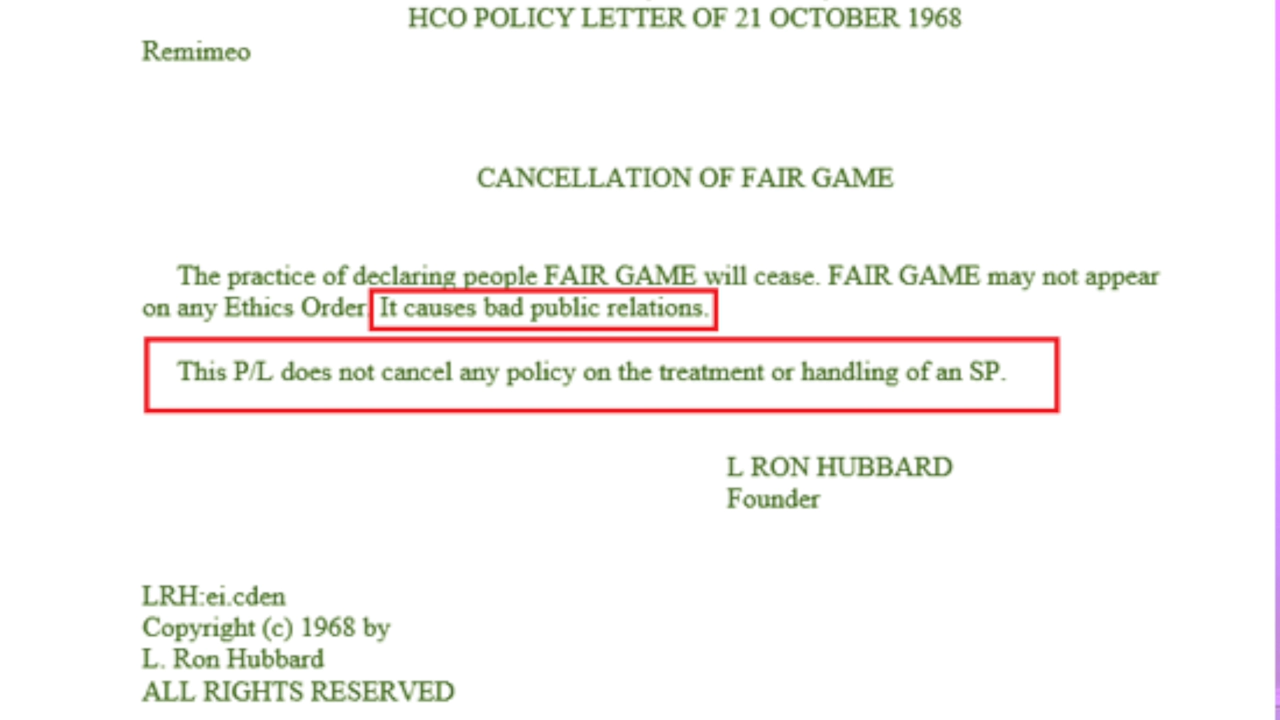 HCO POLICY LETTER OF 21 OCTOBER 1968
Remimeo
CANCELLATION OF FAIR GAME
The practice of declaring people FAIR GAME will cease. FAIR GAME may not appear
on any Ethics Order. It causes bad public relations.
This P/L does not cancel any policy on the treatment or handling of an SP.
L RON HUBBARD
Founder
LRH:ei.cden
Copyright (c) 1968 by
L. Ron Hubbard
ALL RIGHTS RESERVED